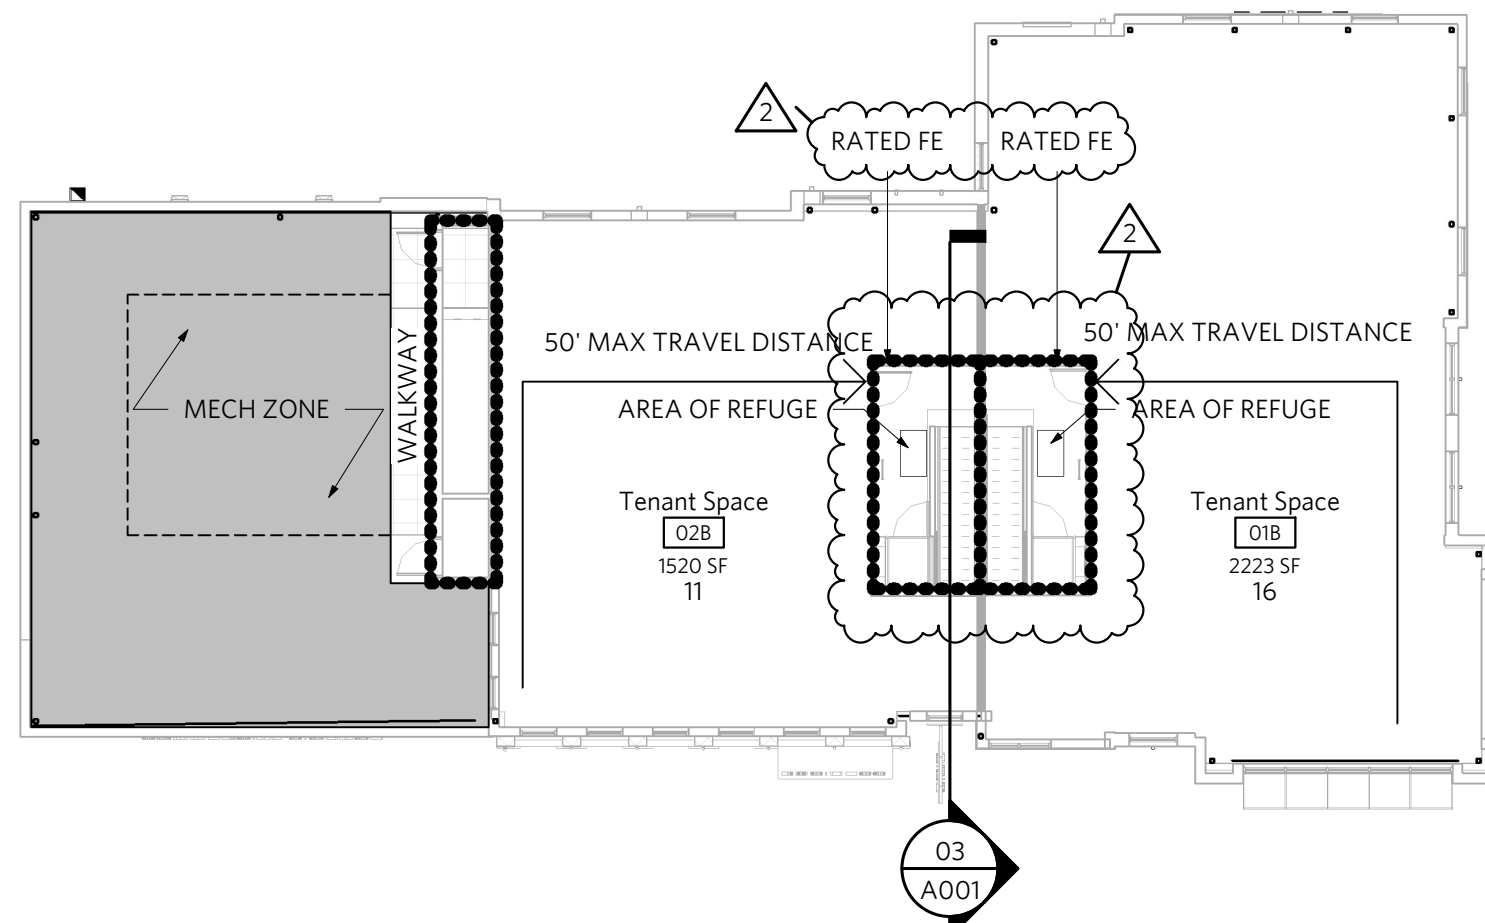 2
RATED FE
RATED FE
2
50' MAX TRAVEL DISTANCE
50' MAX TRAVEL DISTANCE
WALKWAY
MECH ZONE
AREA OF REFUGE
AREA OF REFUGE
Tenant Space
02B
1520 SF
11
Tenant Space
01B
2223 SF
16
03
A001